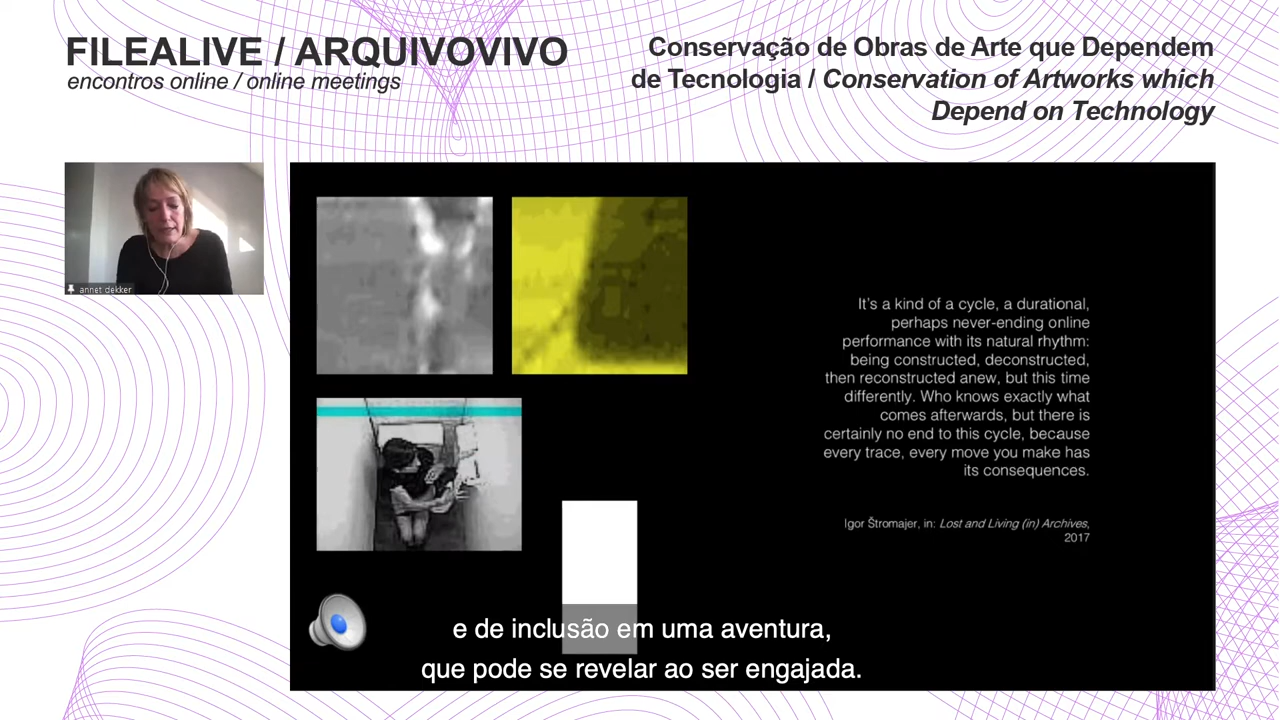 FILEALIVE / ARQUIVOVIVO
encontros online / online meetings
Conservação de Obras de Arte que Dependem
de Tecnologia / Conservation of Artworks which
Depend on Technology
annet dekker
It's a kind of a cycle, a durational,
perhaps never-ending online
performance with its natural rhythm:
being constructed, deconstructed,
then reconstructed anew, but this time
differently. Who knows exactly what
comes afterwards, but there is
certainly no end to this cycle, because
every trace, every move you make has
its consequences.
Igor Štromajer, in: Lost and Living (in) Archives,
2017
e de inclusão em uma aventura,
que pode se revelar ao ser engajada.